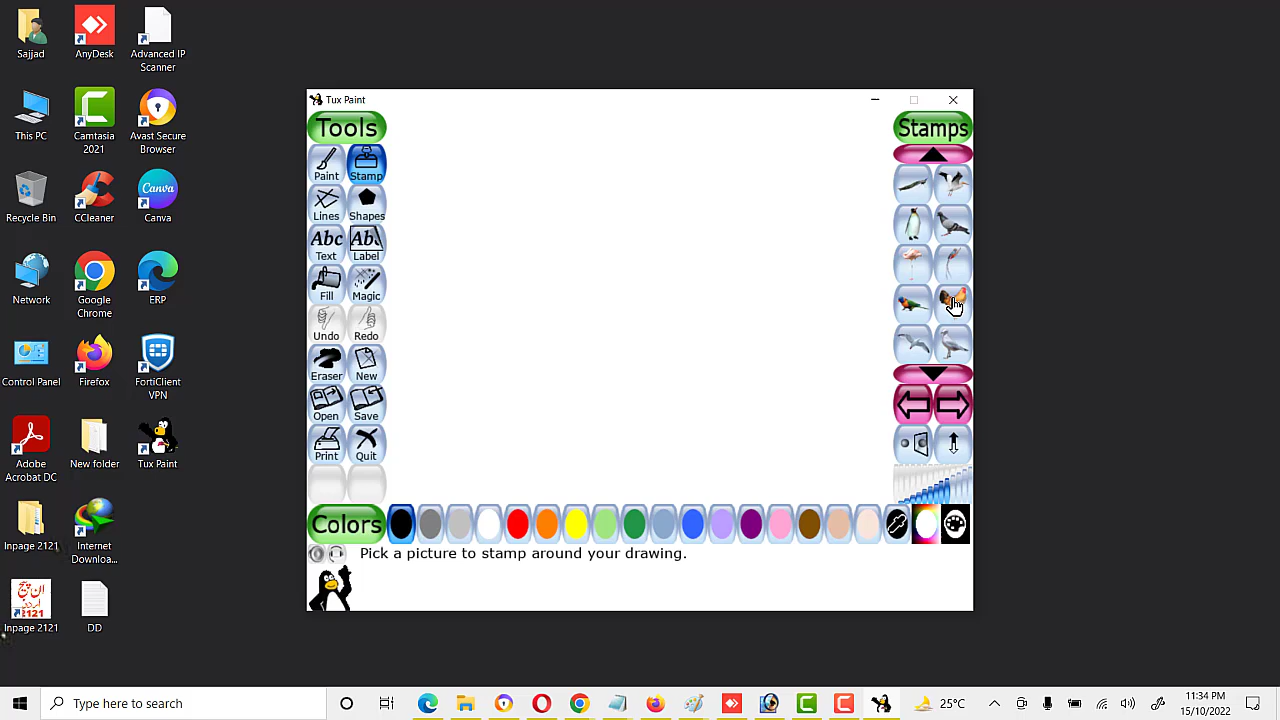 Sajjad
AnyDesk
Advanced IP
Scanner
This PC
Camtasia
2021
Avast Secure
Browser
Recycle Bin
CCleaner
Canva
Network
Google
Chrome
ERP
Control Panel
Firefox
FortiClient
VPN
Adobe
Acrobat DC
New folder
Tux Paint
Inpage 2121
Internet
Downloa...
Inpage 2121
DD
Tux Paint
Tools
Paint
Stamp
Lines
Shapes
Abc
Text
Label
Fill
Magic
Undo
Redo
Eraser
New
Open
Save
Print
Quit
Stamps
Colors
Pick a picture to stamp around your drawing.
Type here to search
25°C
11:34 PM
15/10/2022